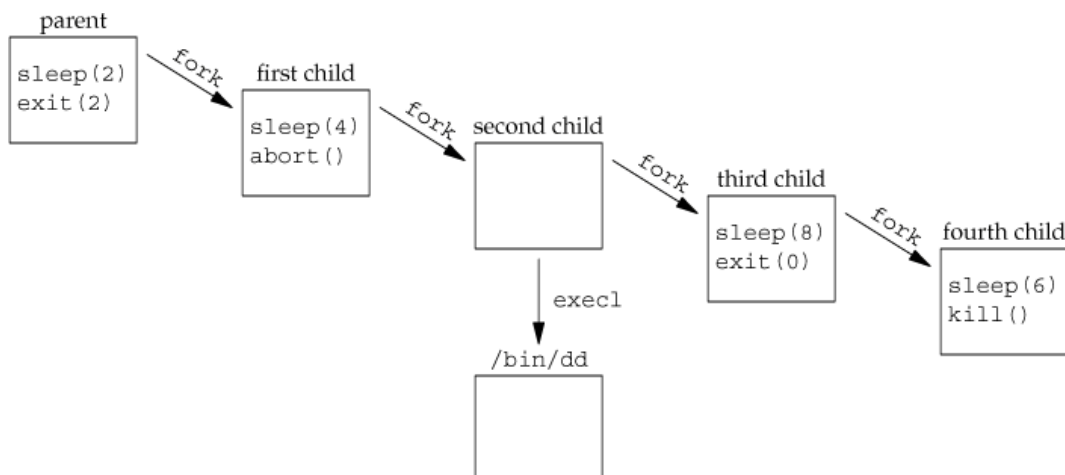 parent
sleep(2)
exit(2)
fork
first child
sleep(4)
abort()
fork
second child
fork
third child
sleep(8)
exit(0)
fork
fourth child
sleep(6)
kill()
execl
/bin/dd